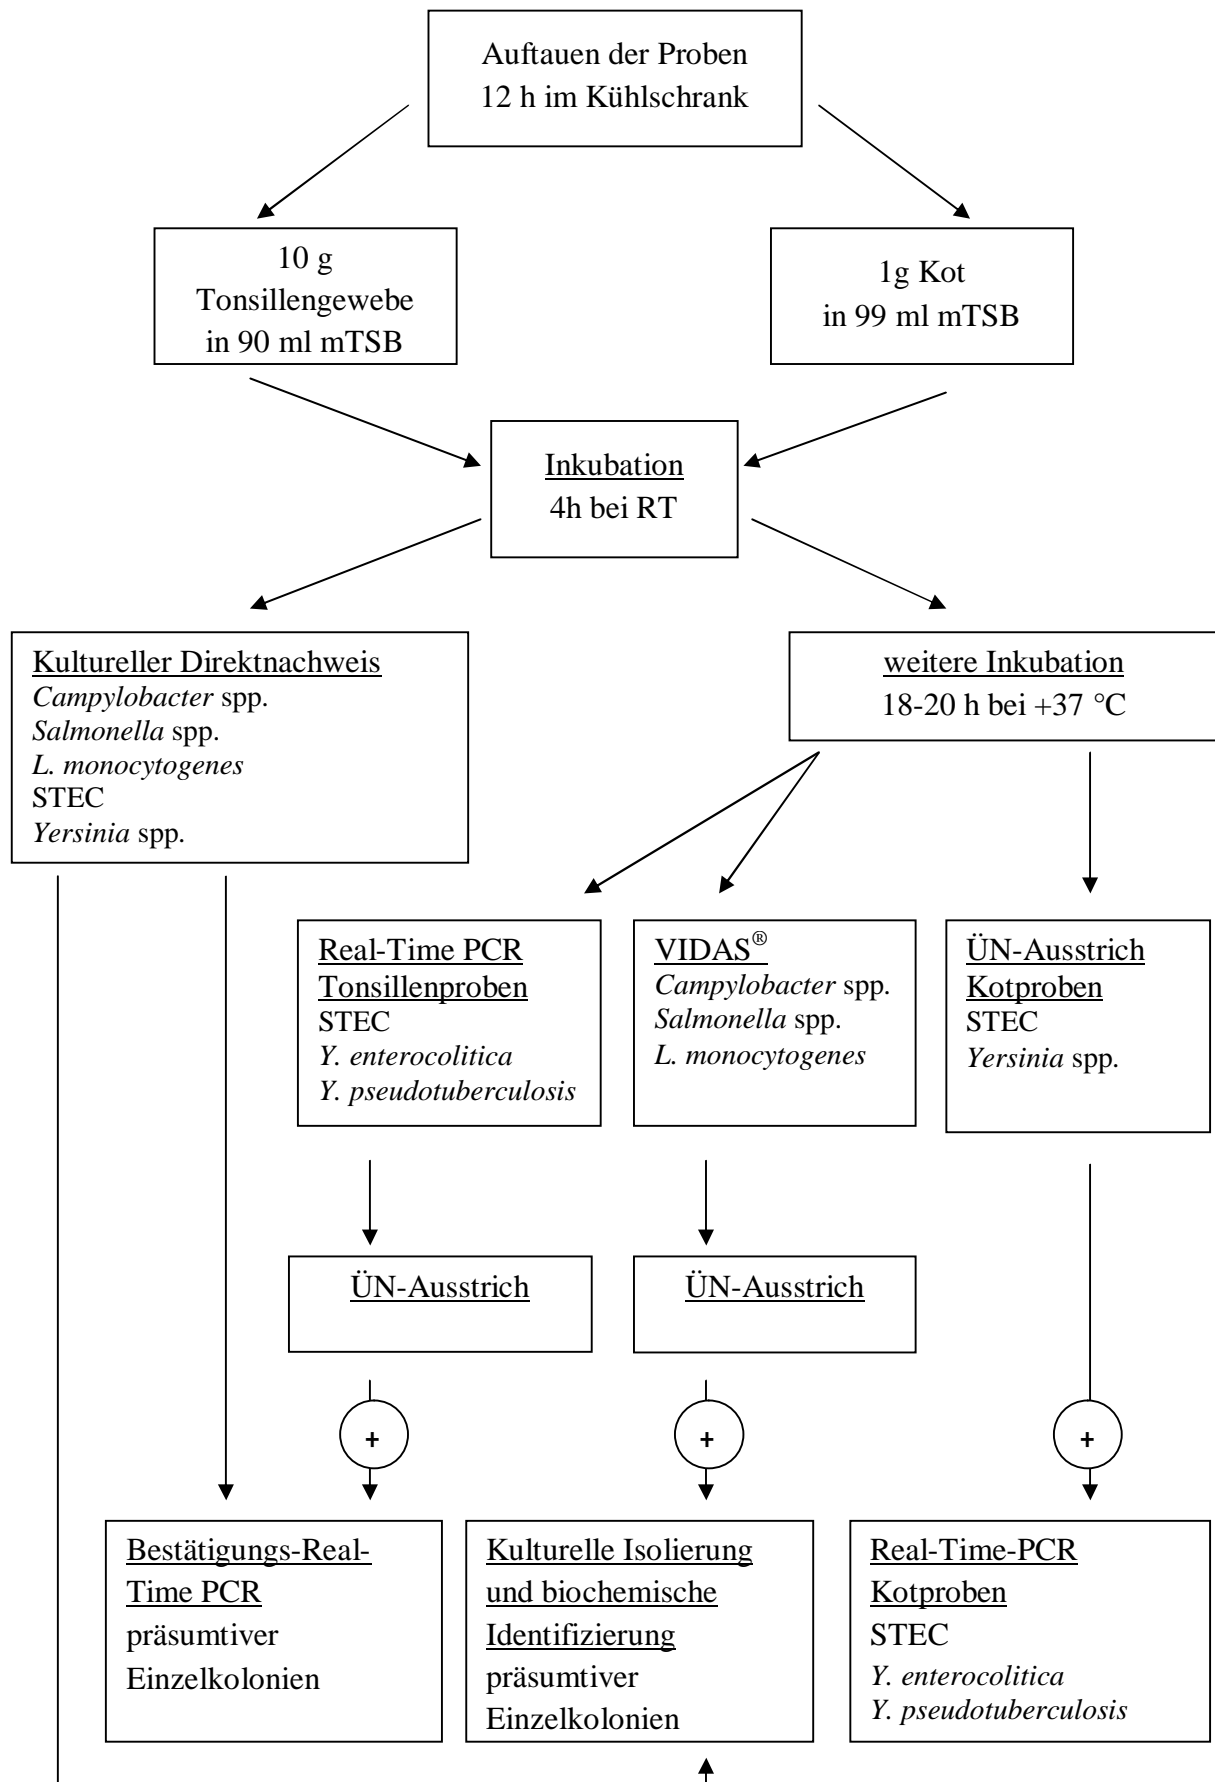 Auftauen der Proben
12 h im Kühlschrank
10 g
Tonsillengewebe
in 90 ml mTSB
1g Kot
in 99 ml mTSB
Inkubation
4h bei RT
Kultureller Direktnachweis
Campylobacter spp.
Salmonella spp.
L. monocytogenes
STEC
Yersinia spp.
weitere Inkubation
18-20 h bei +37 °C
Real-Time PCR
Tonsillenproben
STEC
Y. enterocolitica
Y. pseudotuberculosis
VIDAS®
Campylobacter spp.
Salmonella spp.
L. monocytogenes
ÜN-Ausstrich
Kotproben
STEC
Yersinia spp.
ÜN-Ausstrich
ÜN-Ausstrich
+
+
+
Bestätigungs-Real-
Time PCR
präsumtiver
Einzelkolonien
Kulturelle Isolierung
und biochemische
Identifizierung
präsumtiver
Einzelkolonien
Real-Time-PCR
Kotproben
STEC
Y. enterocolitica
Y. pseudotuberculosis